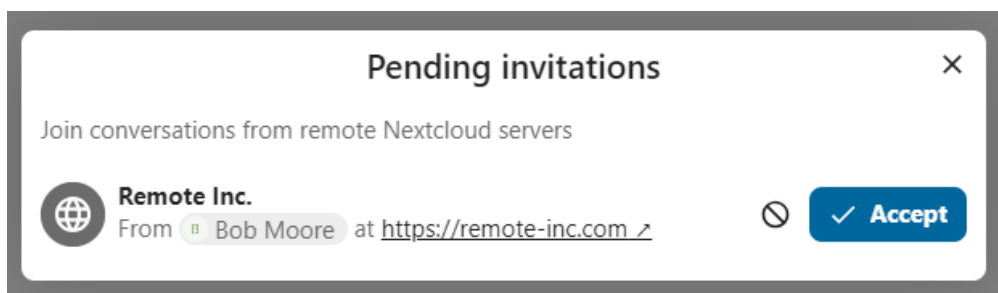 Pending invitations
Join conversations from remote Nextcloud servers
Remote Inc.
From B Bob Moore at https://remote-inc.com ↗
Accept